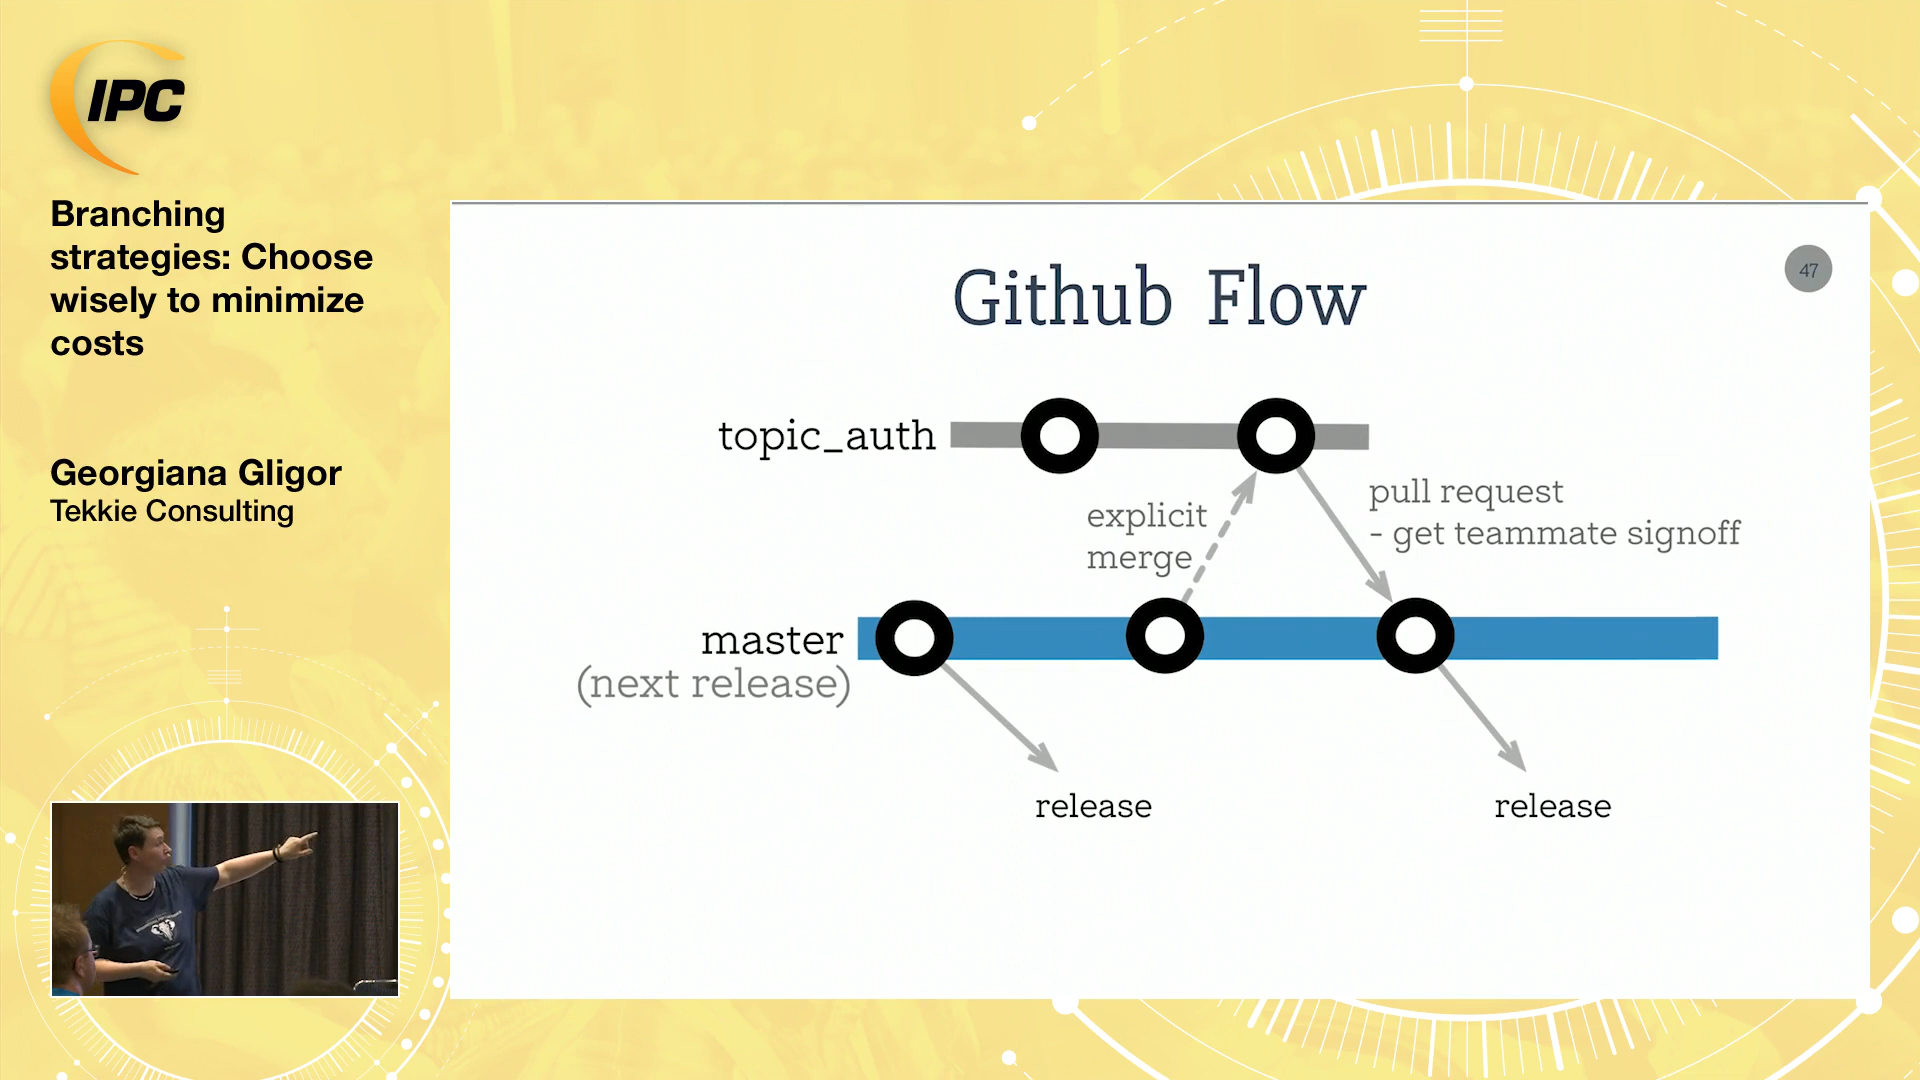 IPC
Branching
strategies: Choose
wisely to minimize
costs
Georgiana Gligor
Tekkie Consulting
Github Flow
47
topic_auth
explicit
merge
pull request
- get teammate signoff
master
(next release)
release
release